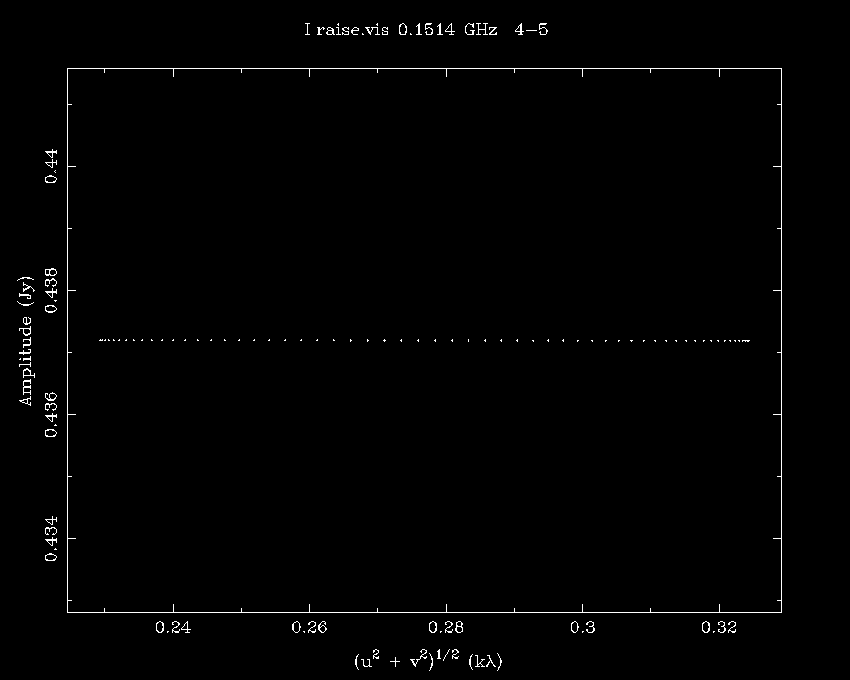 I raise.vis 0.1514 GHz 4-5
0.44
0.438
Amplitude (Jy)
0.436
0.434
0.24 0.26 0.28 0.3 0.32
(u² + v²)¹/² (kλ)